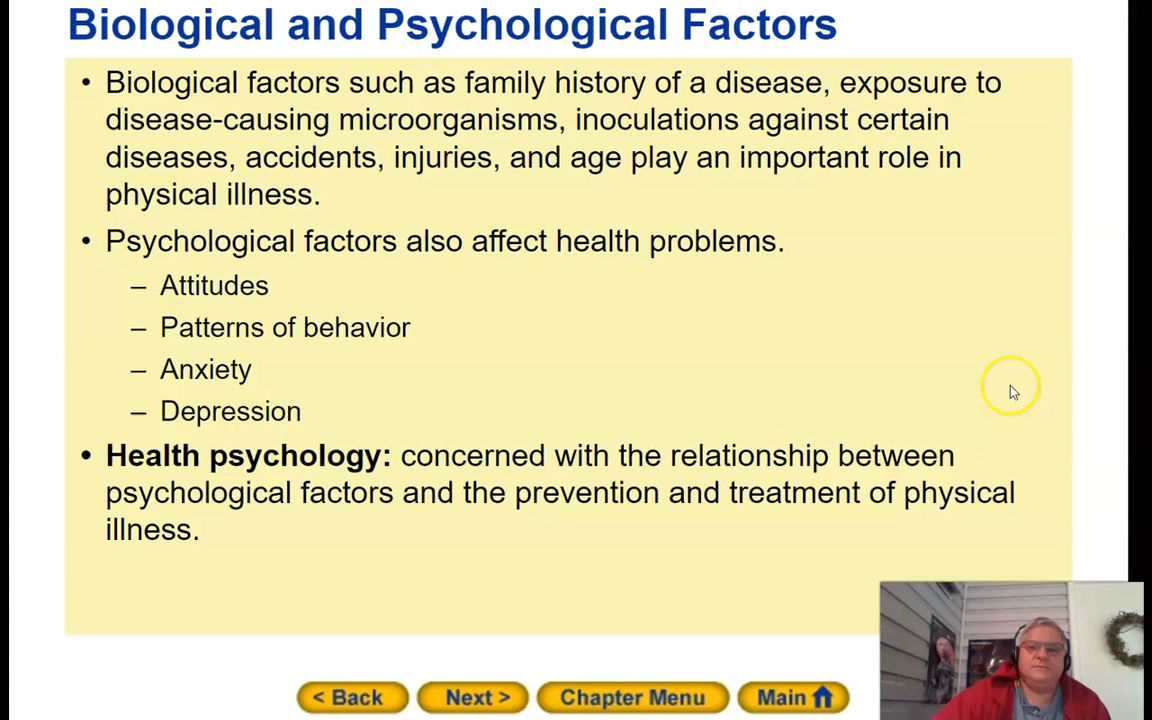 Biological and Psychological Factors
• Biological factors such as family history of a disease, exposure to
disease-causing microorganisms, inoculations against certain
diseases, accidents, injuries, and age play an important role in
physical illness.
• Psychological factors also affect health problems.
– Attitudes
– Patterns of behavior
– Anxiety
– Depression
• Health psychology: concerned with the relationship between
psychological factors and the prevention and treatment of physical
illness.
< Back Next > Chapter Menu Main